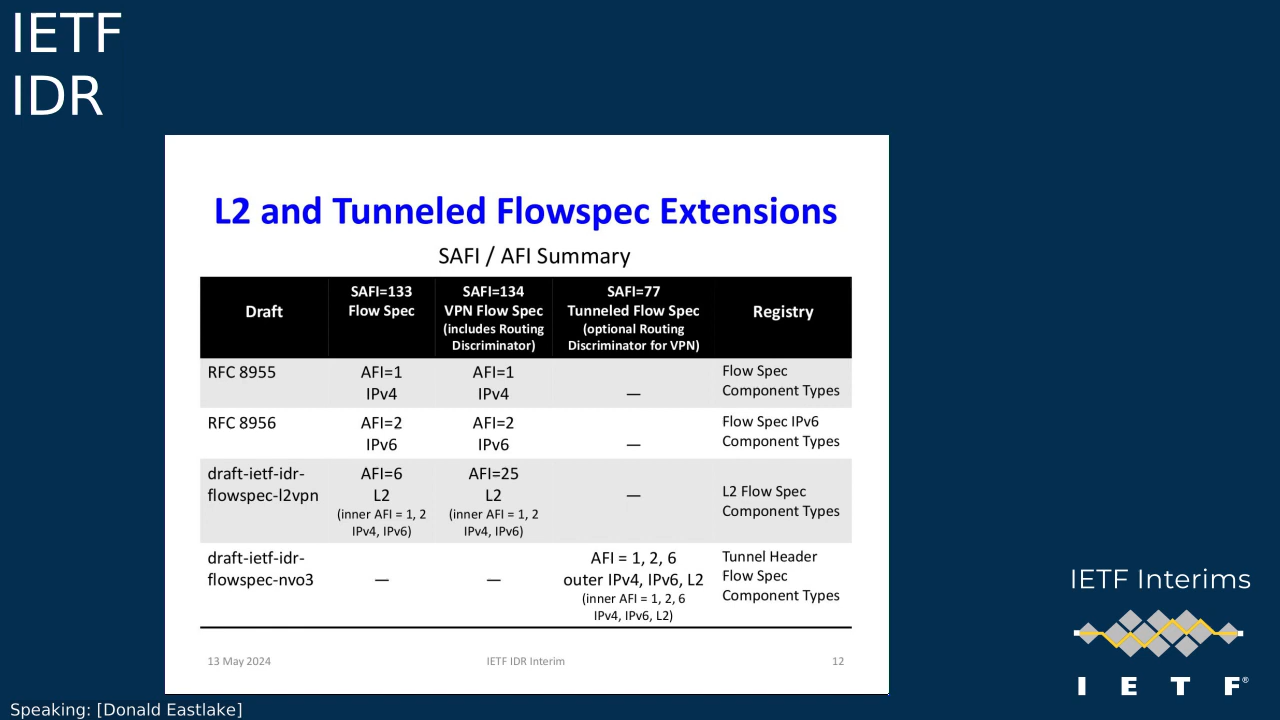 IETF
IDR
L2 and Tunneled Flowspec Extensions
SAFI / AFI Summary
Draft
SAFI=133
Flow Spec
SAFI=134
VPN Flow Spec
(includes Routing
Discriminator)
SAFI=77
Tunneled Flow Spec
(optional Routing
Discriminator for VPN)
Registry
RFC 8955
AFI=1
IPv4
AFI=1
IPv4
—
Flow Spec
Component Types
RFC 8956
AFI=2
IPv6
AFI=2
IPv6
—
Flow Spec IPv6
Component Types
draft-ietf-idr-
flowspec-l2vpn
AFI=6
L2
(inner AFI = 1, 2
IPv4, IPv6)
AFI=25
L2
(inner AFI = 1, 2
IPv4, IPv6)
—
L2 Flow Spec
Component Types
draft-ietf-idr-
flowspec-nvo3
—
—
AFI = 1, 2, 6
outer IPv4, IPv6, L2
(inner AFI = 1, 2, 6
IPv4, IPv6, L2)
Tunnel Header
Flow Spec
Component Types
13 May 2024
IETF IDR Interim
12
IETF Interims
I E T F®
Speaking: [Donald Eastlake]